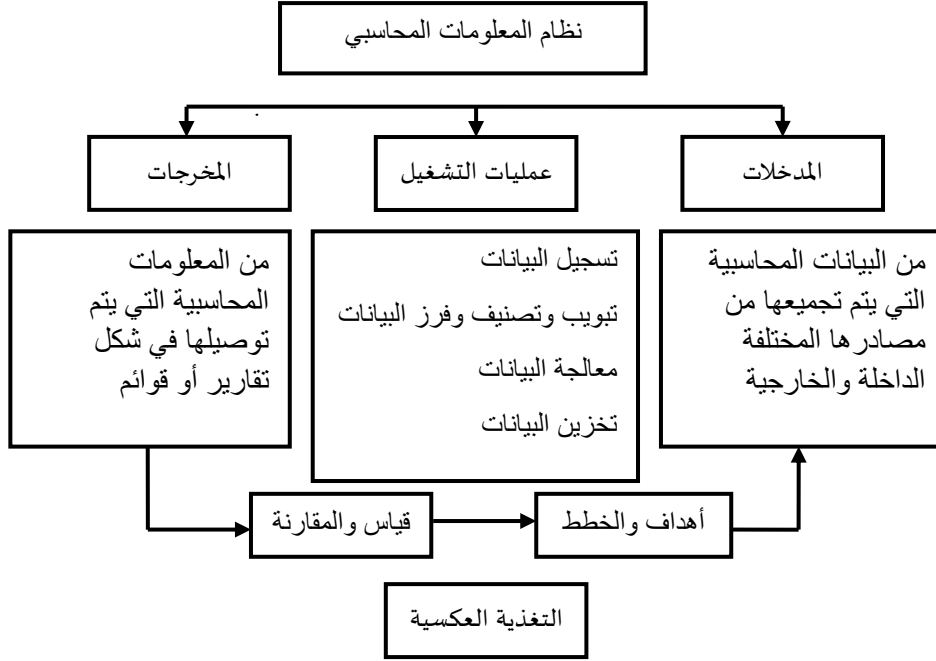 نظام المعلومات المحاسبي
المدخلات
عمليات التشغيل
المخرجات
من البيانات المحاسبية
التي يتم تجميعها من
مصادرها المختلفة
الداخلة والخارجية
تسجيل البيانات
تبويب وتصنيف وفرز البيانات
معالجة البيانات
تخزين البيانات
من المعلومات
المحاسبية التي يتم
توصيلها في شكل
تقارير أو قوائم
أهداف والخطط
قياس والمقارنة
التغذية العكسية